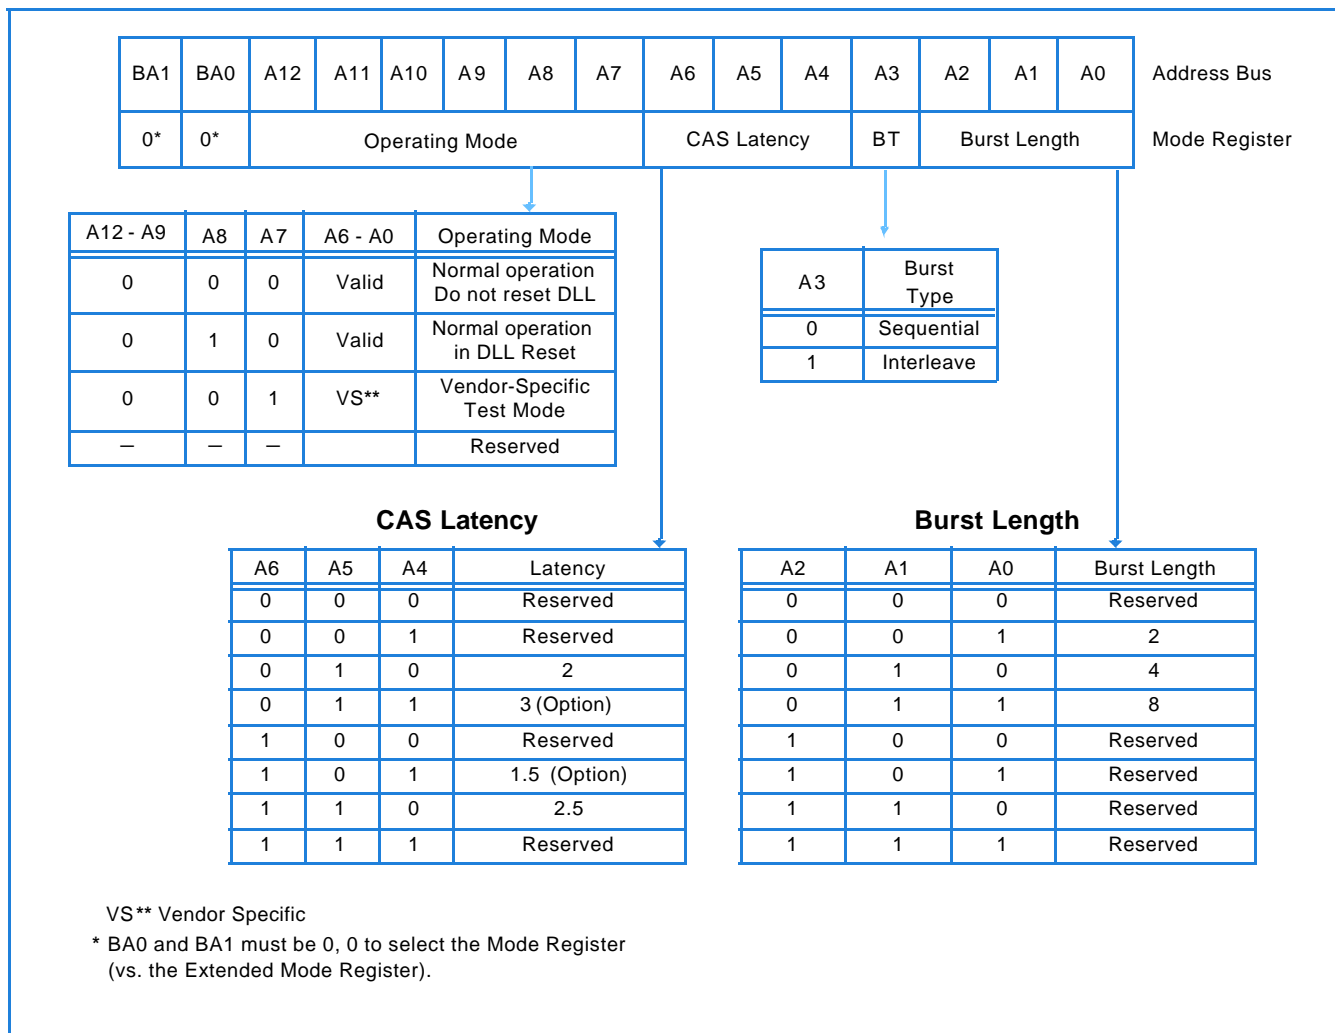 BA1 BA0 A12 A11 A10 A9 A8 A7 A6 A5 A4 A3 A2 A1 A0 Address Bus
0* 0* Operating Mode CAS Latency BT Burst Length Mode Register
A12 - A9 A8 A7 A6 - A0 Operating Mode
0 0 0 Valid Normal operation
Do not reset DLL
0 1 0 Valid Normal operation
in DLL Reset
0 0 1 VS** Vendor-Specific
Test Mode
– – – Reserved
A3 Burst
Type
0 Sequential
1 Interleave
CAS Latency
A6 A5 A4 Latency
0 0 0 Reserved
0 0 1 Reserved
0 1 0 2
0 1 1 3 (Option)
1 0 0 Reserved
1 0 1 1.5 (Option)
1 1 0 2.5
1 1 1 Reserved
Burst Length
A2 A1 A0 Burst Length
0 0 0 Reserved
0 0 1 2
0 1 0 4
0 1 1 8
1 0 0 Reserved
1 0 1 Reserved
1 1 0 Reserved
1 1 1 Reserved
VS** Vendor Specific
* BA0 and BA1 must be 0, 0 to select the Mode Register
(vs. the Extended Mode Register).